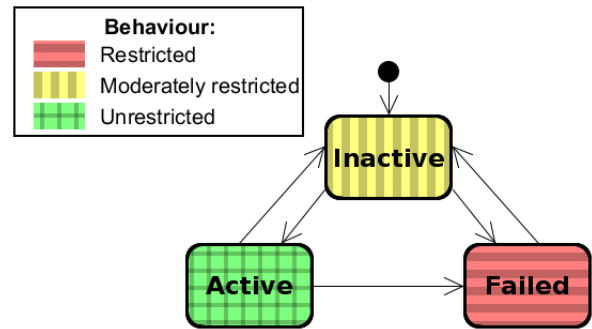 Behaviour:
Restricted
Moderately restricted
Unrestricted
Inactive
Active
Failed